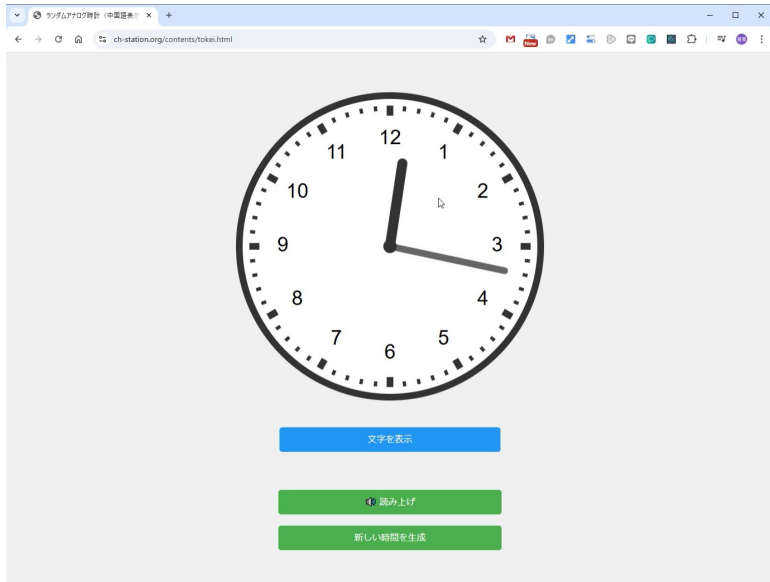 ランダムアナログ時計（中国語表
ch-station.org/contents/tokei.html
New
12
11
1
10
2
9
3
8
4
7
5
6
文字を表示
読み上げ
新しい時間を生成